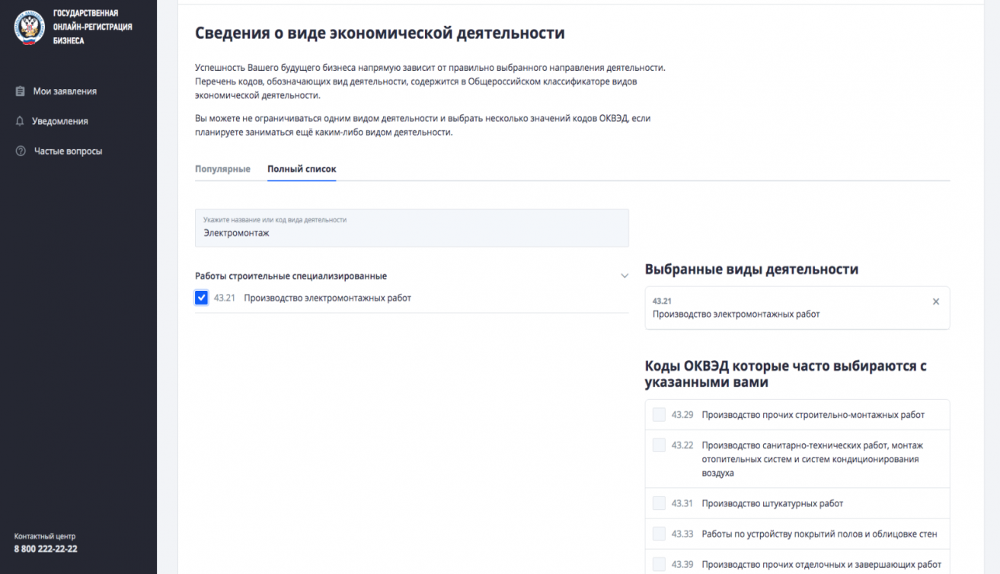 ГОСУДАРСТВЕННАЯ
ОНЛАЙН-РЕГИСТРАЦИЯ
БИЗНЕСА
Мои заявления
Уведомления
Частые вопросы
Контактный центр
8 800 222-22-22
Сведения о виде экономической деятельности
Успешность Вашего будущего бизнеса напрямую зависит от правильно выбранного направления деятельности.
Перечень кодов, обозначающих вид деятельности, содержится в Общероссийском классификаторе видов
экономической деятельности.
Вы можете не ограничиваться одним видом деятельности и выбрать несколько значений кодов ОКВЭД, если
планируете заниматься ещё каким-либо видом деятельности.
Популярные Полный список
Укажите название или код вида деятельности
Электромонтаж
Работы строительные специализированные
43.21 Производство электромонтажных работ
Выбранные виды деятельности
43.21
Производство электромонтажных работ
Коды ОКВЭД которые часто выбираются с
указанными вами
43.29 Производство прочих строительно-монтажных работ
43.22 Производство санитарно-технических работ, монтаж
отопительных систем и систем кондиционирования
воздуха
43.31 Производство штукатурных работ
43.33 Работы по устройству покрытий полов и облицовке стен
43.39 Производство прочих отделочных и завершающих работ